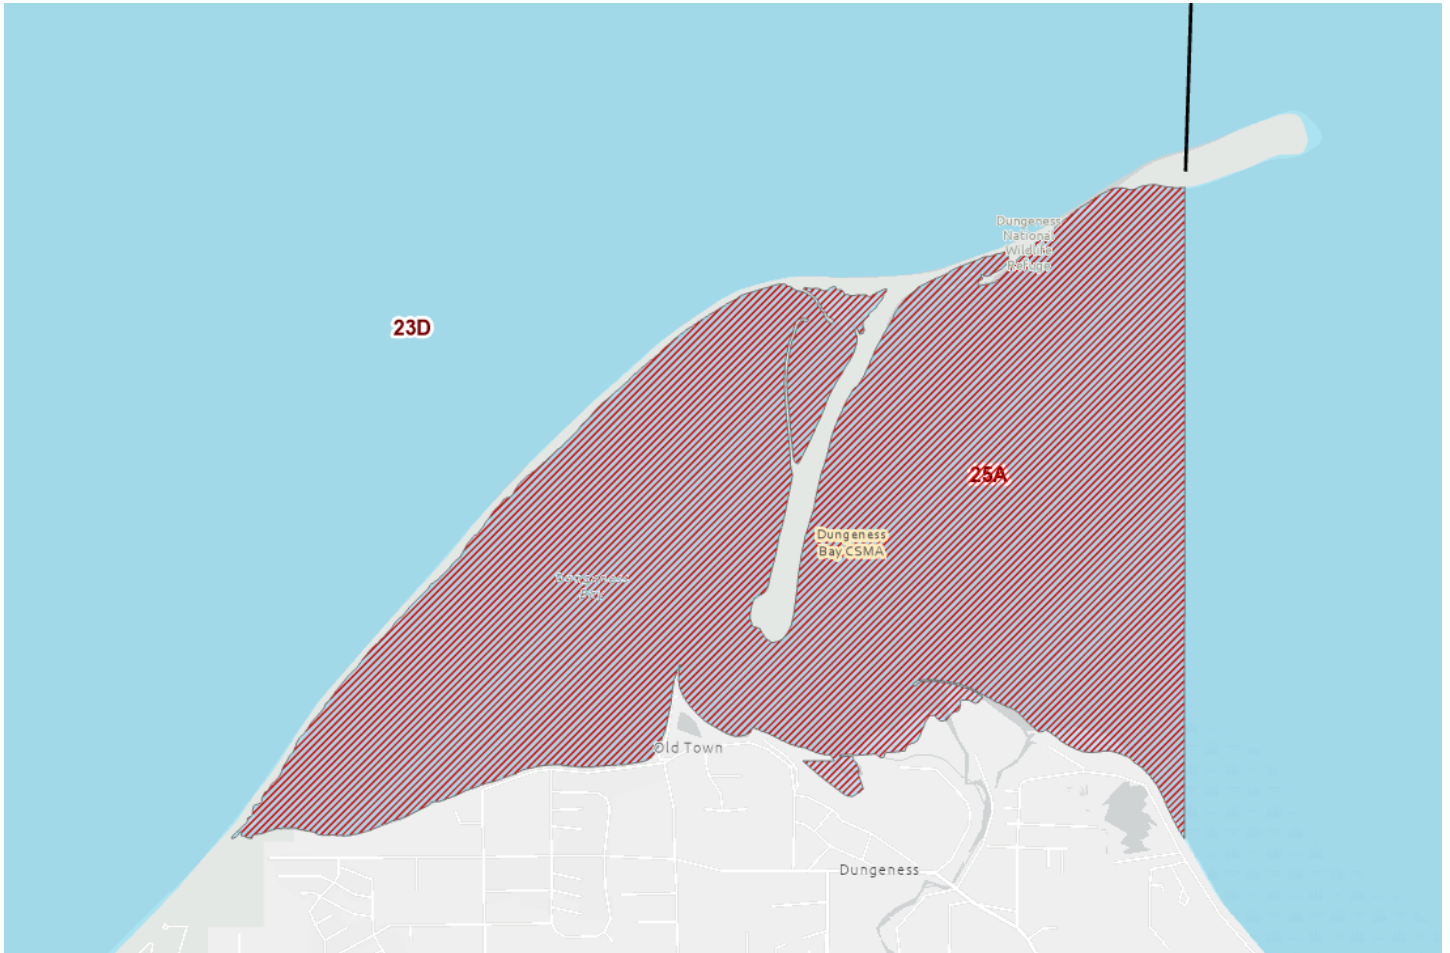 Dungeness
National
Wildlife
Refuge
23D
25A
Dungeness
Bay CSMA
Old Town
Dungeness